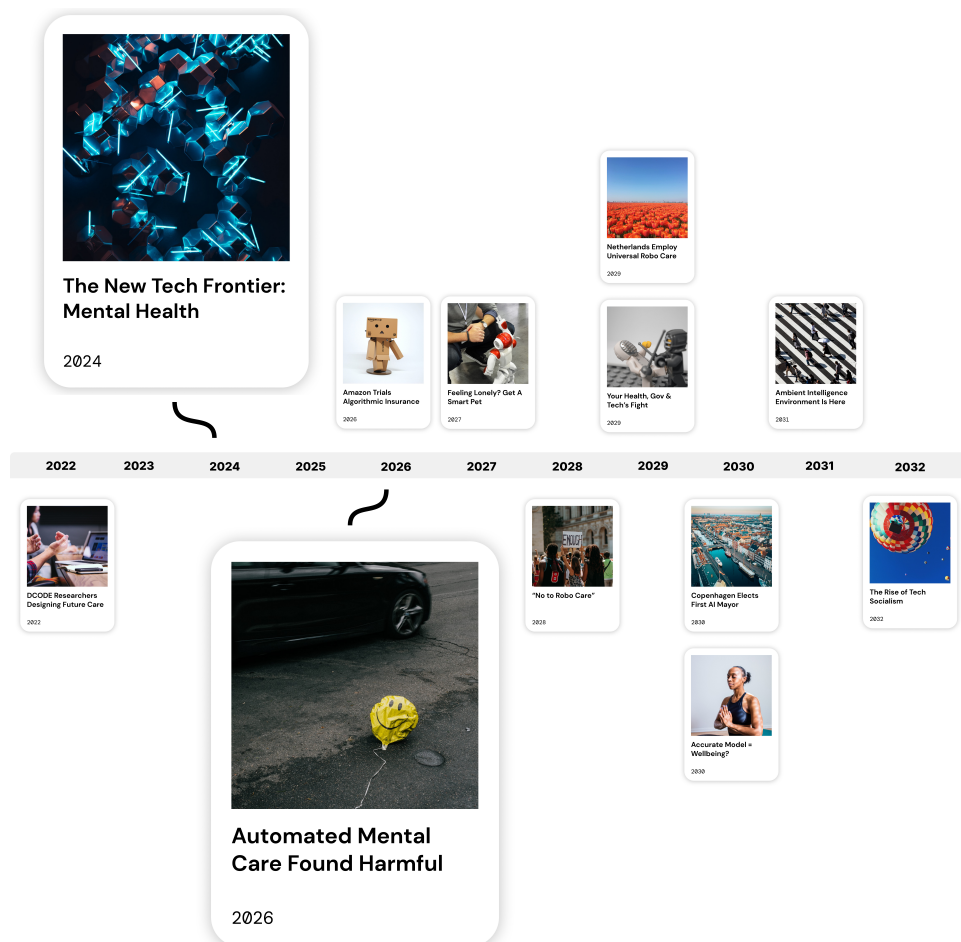 The New Tech Frontier:
Mental Health
2024
Netherlands Employ
Universal Robo Care
2029
Amazon Trials
Algorithmic Insurance
2026
Feeling Lonely? Get A
Smart Pet
2027
Your Health, Gov &
Tech's Fight
2029
Ambient Intelligence
Environment Is Here
2031
2022 2023 2024 2025 2026 2027 2028 2029 2030 2031 2032
DCODE Researchers
Designing Future Care
2022
Automated Mental
Care Found Harmful
2026
ENOUGH
"No to Robo Care"
2028
Copenhagen Elects
First AI Mayor
2030
Accurate Model =
Wellbeing?
2030
The Rise of Tech
Socialism
2032